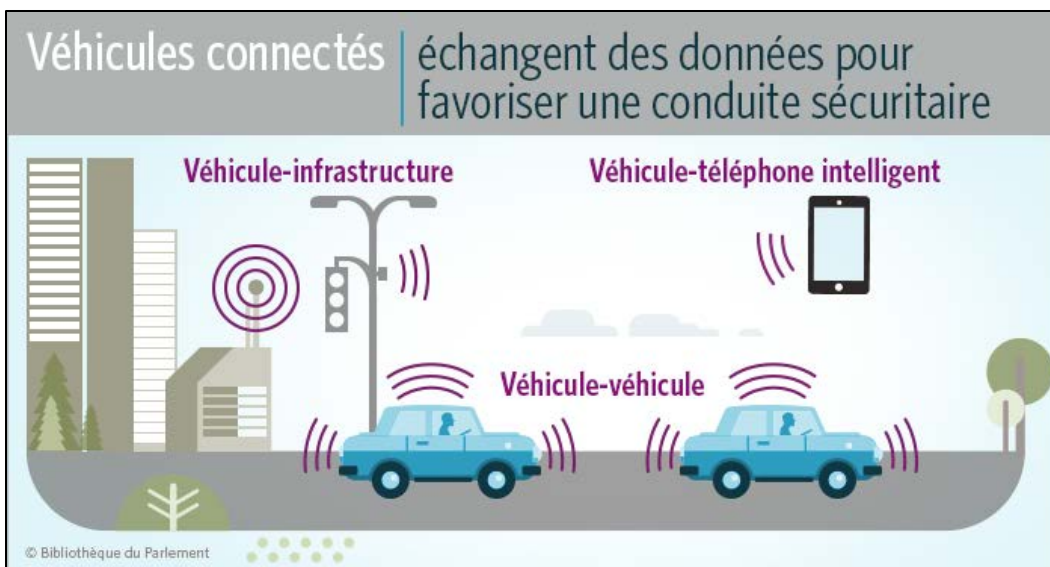 Véhicules connectés
échangent des données pour
favoriser une conduite sécuritaire
Véhicule-infrastructure
Véhicule-téléphone intelligent
Véhicule-véhicule
© Bibliothèque du Parlement